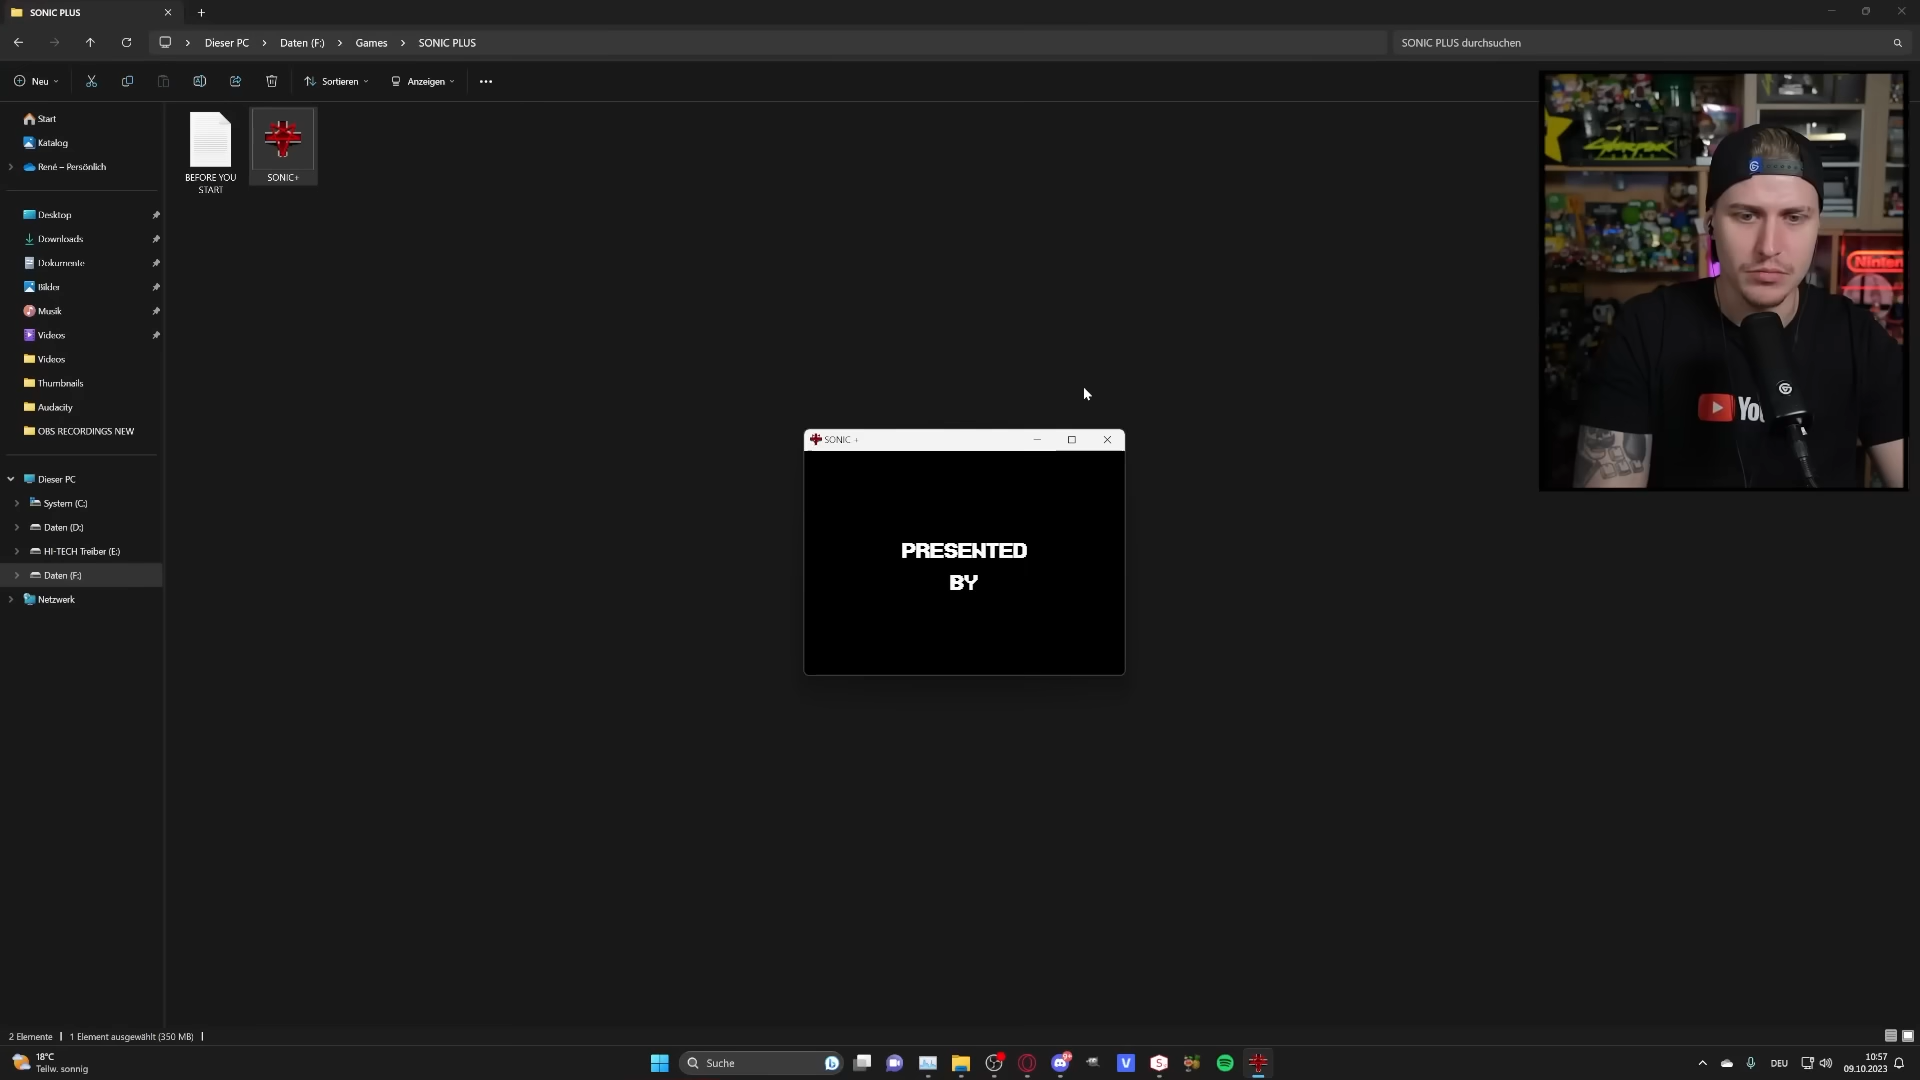 SONIC PLUS
Dieser PC
Daten (F:)
Games
SONIC PLUS
SONIC PLUS durchsuchen
Neu
Sortieren
Anzeigen
Start
Katalog
René – Persönlich
Desktop
Downloads
Dokumente
Bilder
Musik
Videos
Videos
Thumbnails
Audacity
OBS RECORDINGS NEW
Dieser PC
System (C:)
Daten (D:)
HI-TECH Treiber (E:)
Daten (F:)
Netzwerk
BEFORE YOU
START
SONIC+
SONIC +
PRESENTED
BY
Ninten
You
2 Elemente
1 Element ausgewählt (350 MB)
18°C
Teilw. sonnig
Suche
9+
DEU
10:57
09.10.2023